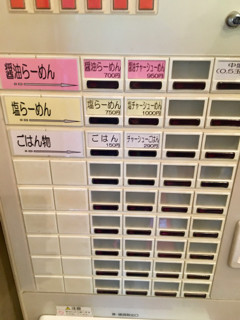 醤油らーめん
醤油らーめん
700円
醤油チャーシューめん
950円
塩らーめん
塩らーめん
750円
塩チャーシューめん
1000円
ごはん物
ごはん
150円
チャーシューごはん
290円